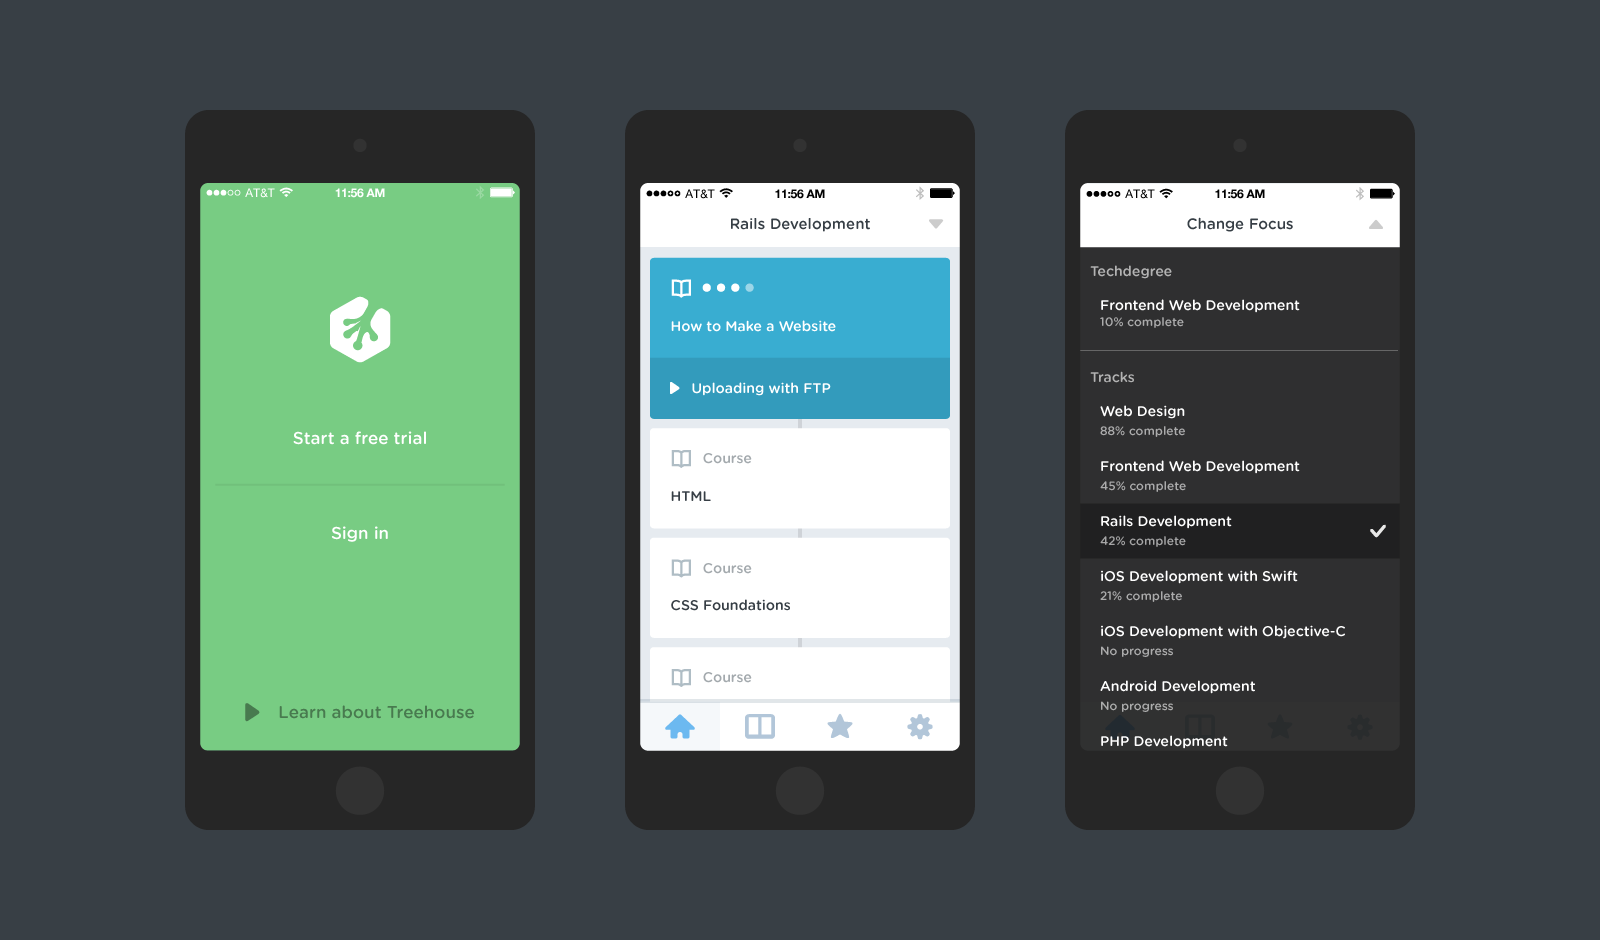 AT&T 11:56 AM
Start a free trial
Sign in
Learn about Treehouse
AT&T 11:56 AM
Rails Development
How to Make a Website
Uploading with FTP
Course
HTML
Course
CSS Foundations
Course
AT&T 11:56 AM
Change Focus
Techdegree
Frontend Web Development
10% complete
Tracks
Web Design
88% complete
Frontend Web Development
45% complete
Rails Development
42% complete
iOS Development with Swift
21% complete
iOS Development with Objective-C
No progress
Android Development
No progress
PHP Development